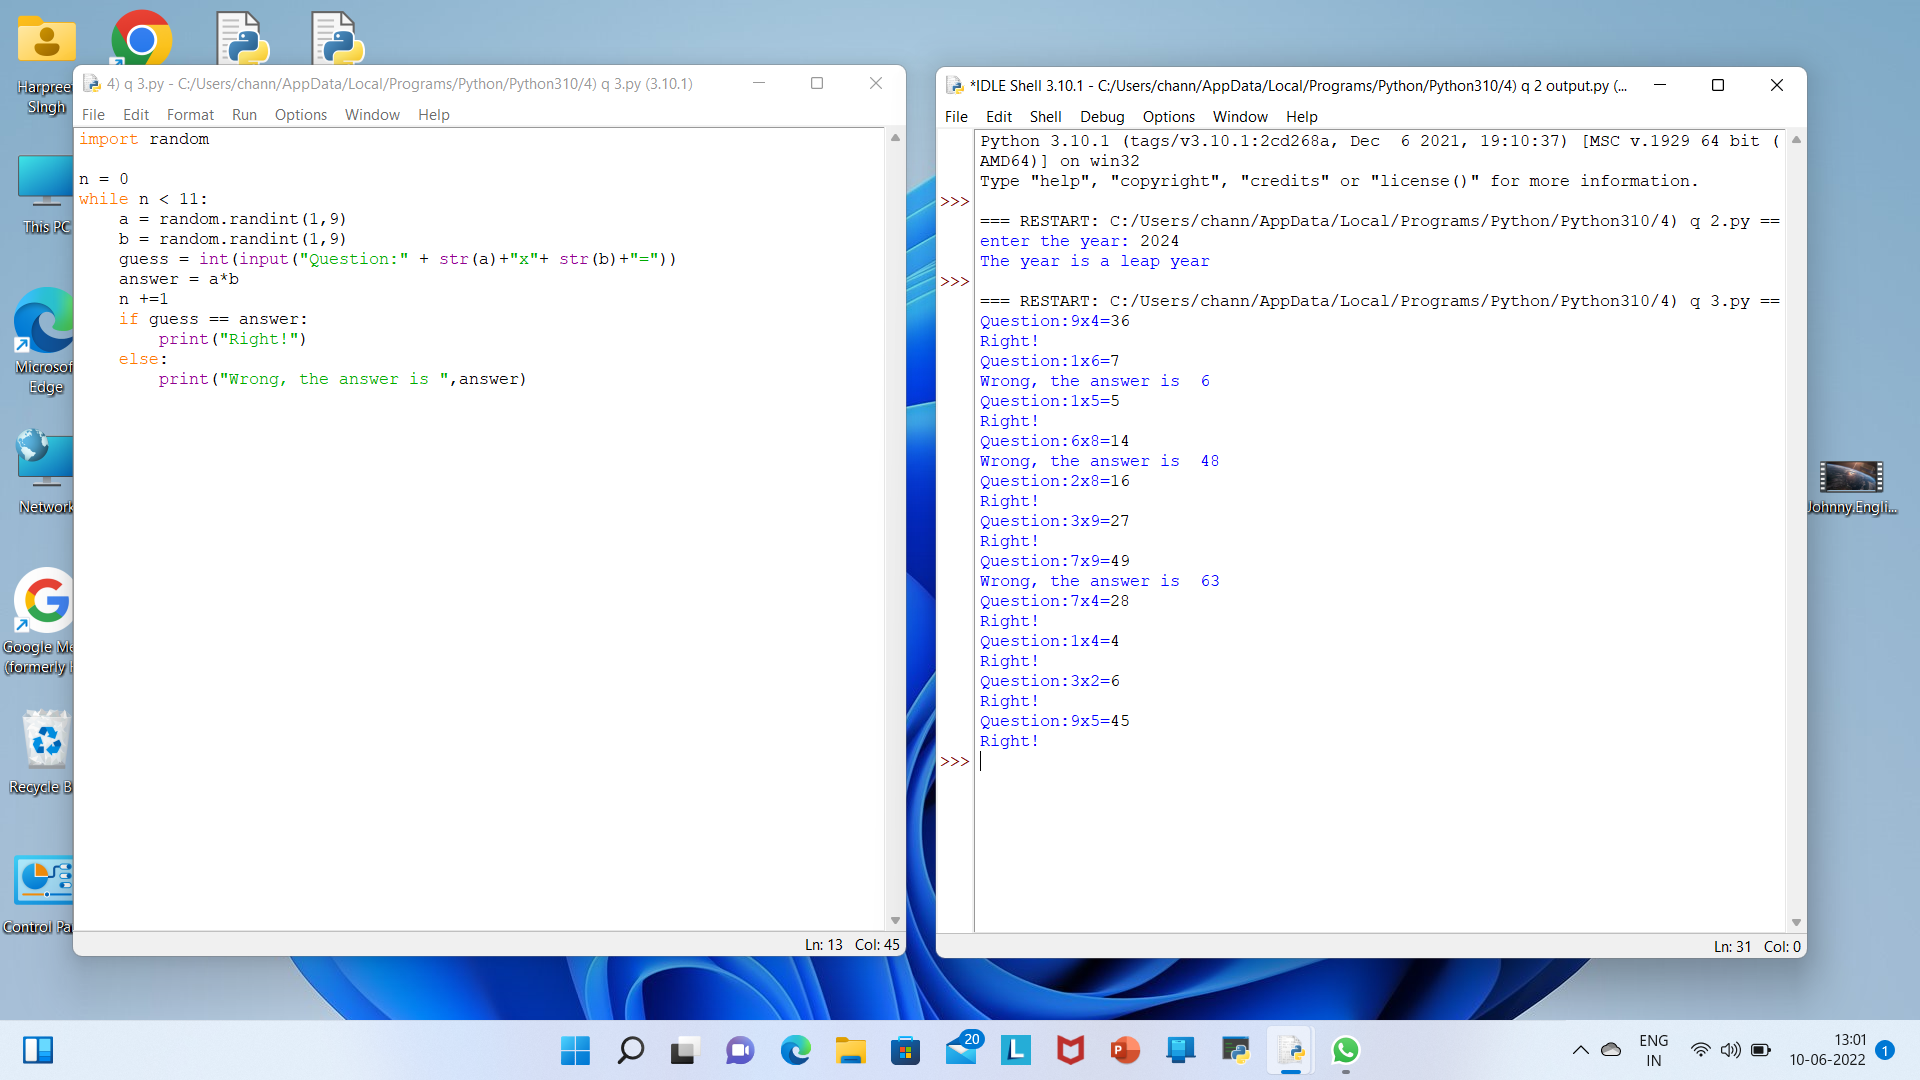 Harpreet
Singh
This PC
Microsof
Edge
Network
Google Me
(formerly
Recycle B
Control Pa
4) q 3.py - C:/Users/chann/AppData/Local/Programs/Python/Python310/4) q 3.py (3.10.1)
File Edit Format Run Options Window Help
import random
n = 0
while n < 11:
    a = random.randint(1,9)
    b = random.randint(1,9)
    guess = int(input("Question:" + str(a)+"x"+ str(b)+"="))
    answer = a*b
    n +=1
    if guess == answer:
        print("Right!")
    else:
        print("Wrong, the answer is ",answer)
Ln: 13 Col: 45
*IDLE Shell 3.10.1 - C:/Users/chann/AppData/Local/Programs/Python/Python310/4) q 2 output.py (...
File Edit Shell Debug Options Window Help
Python 3.10.1 (tags/v3.10.1:2cd268a, Dec  6 2021, 19:10:37) [MSC v.1929 64 bit (
AMD64)] on win32
Type "help", "copyright", "credits" or "license()" for more information.
>>>
=== RESTART: C:/Users/chann/AppData/Local/Programs/Python/Python310/4) q 2.py ==
enter the year: 2024
The year is a leap year
>>>
=== RESTART: C:/Users/chann/AppData/Local/Programs/Python/Python310/4) q 3.py ==
Question:9x4=36
Right!
Question:1x6=7
Wrong, the answer is  6
Question:1x5=5
Right!
Question:6x8=14
Wrong, the answer is  48
Question:2x8=16
Right!
Question:3x9=27
Right!
Question:7x9=49
Wrong, the answer is  63
Question:7x4=28
Right!
Question:1x4=4
Right!
Question:3x2=6
Right!
Question:9x5=45
Right!
>>>
Ln: 31 Col: 0
Johnny.Engli...
20
L
P
ENG
IN
13:01
10-06-2022
1